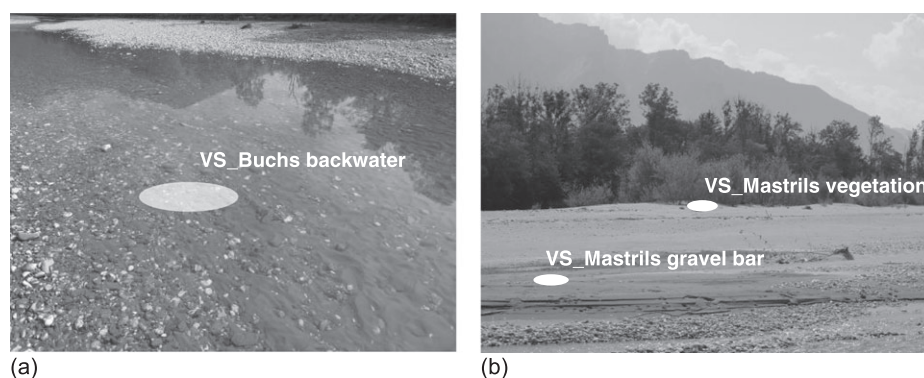 VS_Buchs backwater
(a)
VS_Mastrils vegetation
VS_Mastrils gravel bar
(b)